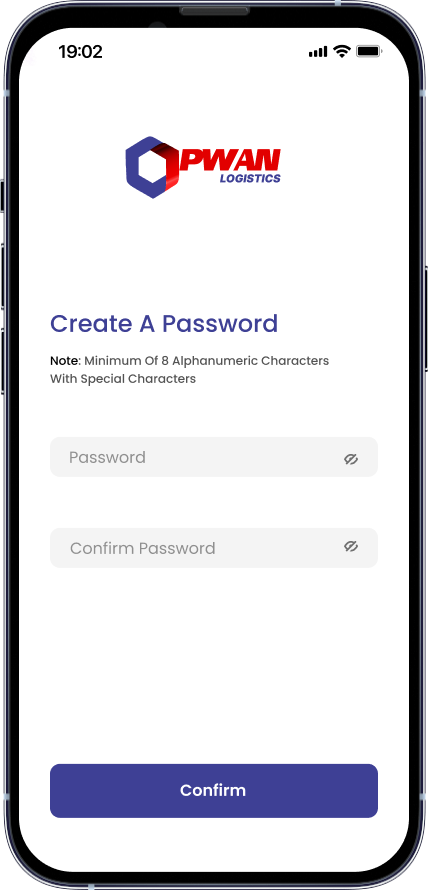 19:02
PWAN
LOGISTICS
Create A Password
Note: Minimum Of 8 Alphanumeric Characters
With Special Characters
Password
Confirm Password
Confirm